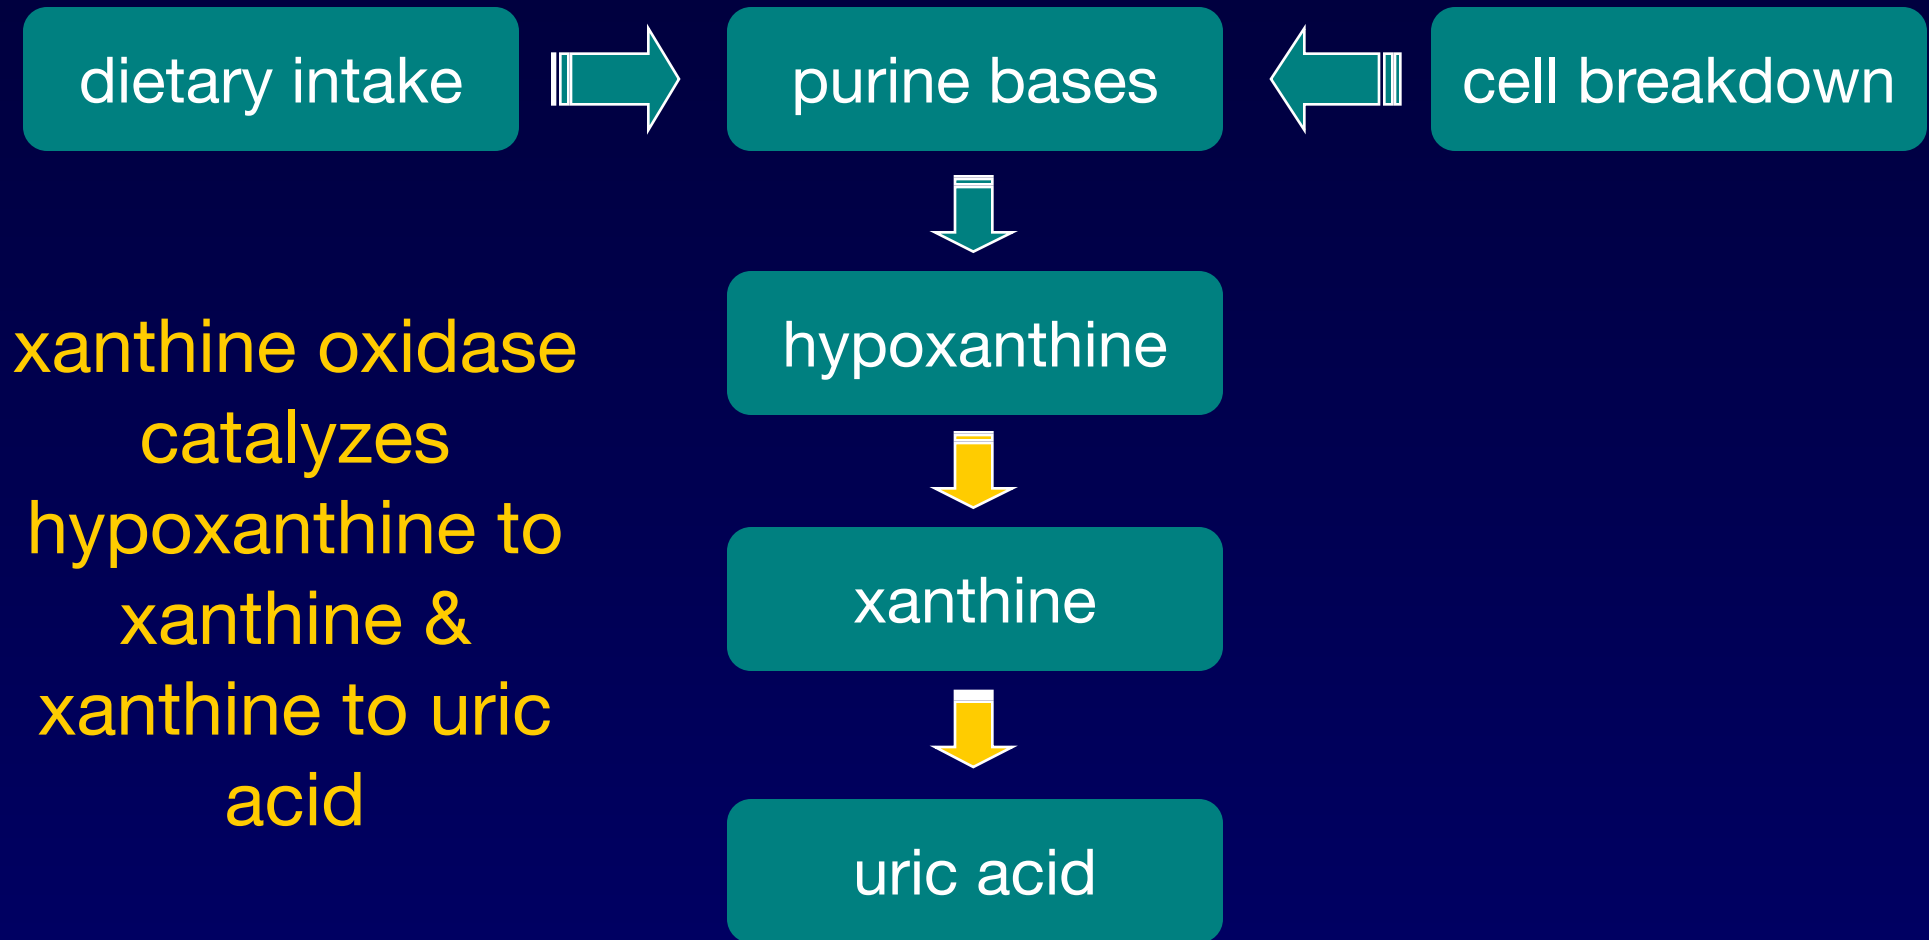 dietary intake
purine bases
cell breakdown
hypoxanthine
xanthine oxidase
catalyzes
hypoxanthine to
xanthine &
xanthine to uric
acid
xanthine
uric acid